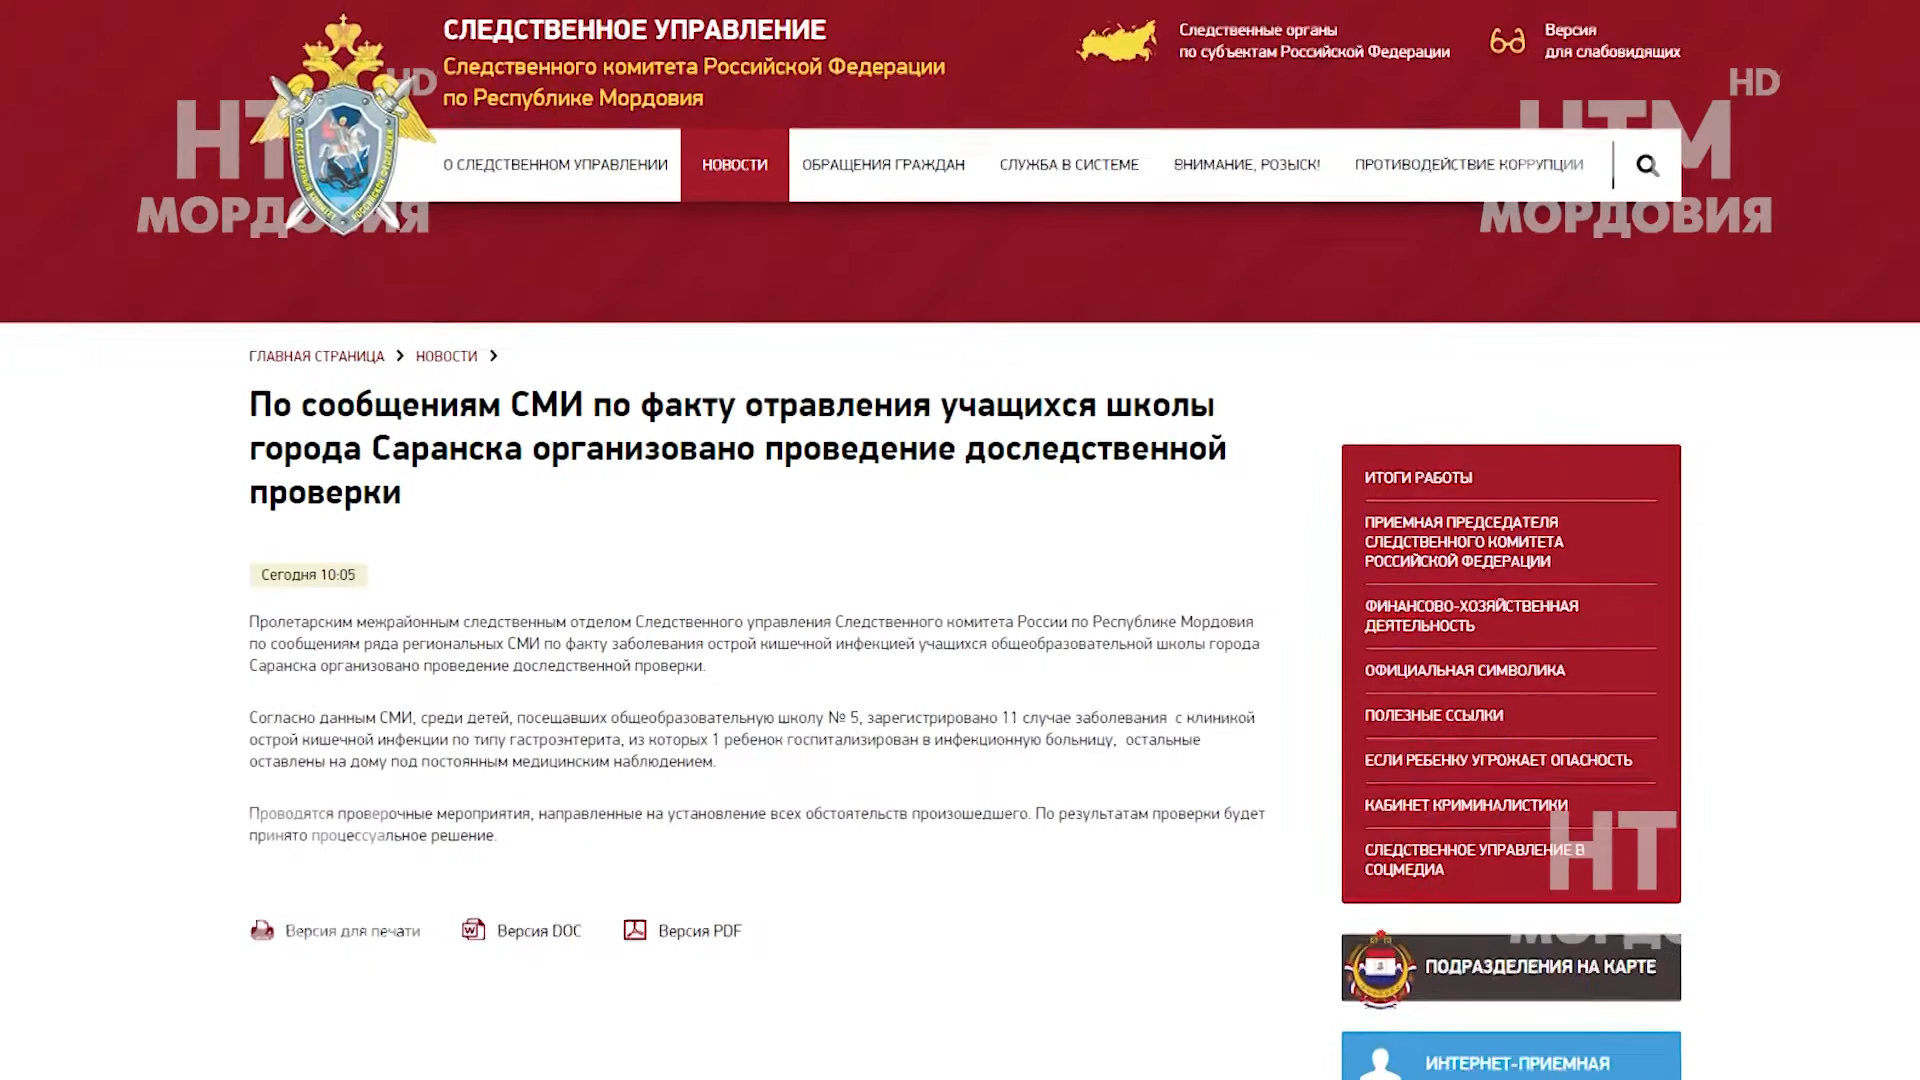 СЛЕДСТВЕННОЕ УПРАВЛЕНИЕ
Следственного комитета Российской Федерации
по Республике Мордовия
Следственные органы
по субъектам Российской Федерации
Версия
для слабовидящих
HD
НТ
МОРДОВИЯ
HD
НТМ
МОРДОВИЯ
О СЛЕДСТВЕННОМ УПРАВЛЕНИИ
НОВОСТИ
ОБРАЩЕНИЯ ГРАЖДАН
СЛУЖБА В СИСТЕМЕ
ВНИМАНИЕ, РОЗЫСК!
ПРОТИВОДЕЙСТВИЕ КОРРУПЦИИ
ГЛАВНАЯ СТРАНИЦА > НОВОСТИ >
По сообщениям СМИ по факту отравления учащихся школы
города Саранска организовано проведение доследственной
проверки
Сегодня 10:05
Пролетарским межрайонным следственным отделом Следственного управления Следственного комитета России по Республике Мордовия
по сообщениям ряда региональных СМИ по факту заболевания острой кишечной инфекцией учащихся общеобразовательной школы города
Саранска организовано проведение доследственной проверки.
Согласно данным СМИ, среди детей, посещавших общеобразовательную школу № 5, зарегистрировано 11 случае заболевания с клиникой
острой кишечной инфекции по типу гастроэнтерита, из которых 1 ребенок госпитализирован в инфекционную больницу, остальные
оставлены на дому под постоянным медицинским наблюдением.
Проводятся проверочные мероприятия, направленные на установление всех обстоятельств произошедшего. По результатам проверки будет
принято процессуальное решение.
Версия для печати
Версия DOC
Версия PDF
ИТОГИ РАБОТЫ
ПРИЕМНАЯ ПРЕДСЕДАТЕЛЯ
СЛЕДСТВЕННОГО КОМИТЕТА
РОССИЙСКОЙ ФЕДЕРАЦИИ
ФИНАНСОВО-ХОЗЯЙСТВЕННАЯ
ДЕЯТЕЛЬНОСТЬ
ОФИЦИАЛЬНАЯ СИМВОЛИКА
ПОЛЕЗНЫЕ ССЫЛКИ
ЕСЛИ РЕБЕНКУ УГРОЖАЕТ ОПАСНОСТЬ
КАБИНЕТ КРИМИНАЛИСТИКИ
СЛЕДСТВЕННОЕ УПРАВЛЕНИЕ В
СОЦМЕДИА
НТ
ПОДРАЗДЕЛЕНИЯ НА КАРТЕ
ИНТЕРНЕТ-ПРИЕМНАЯ